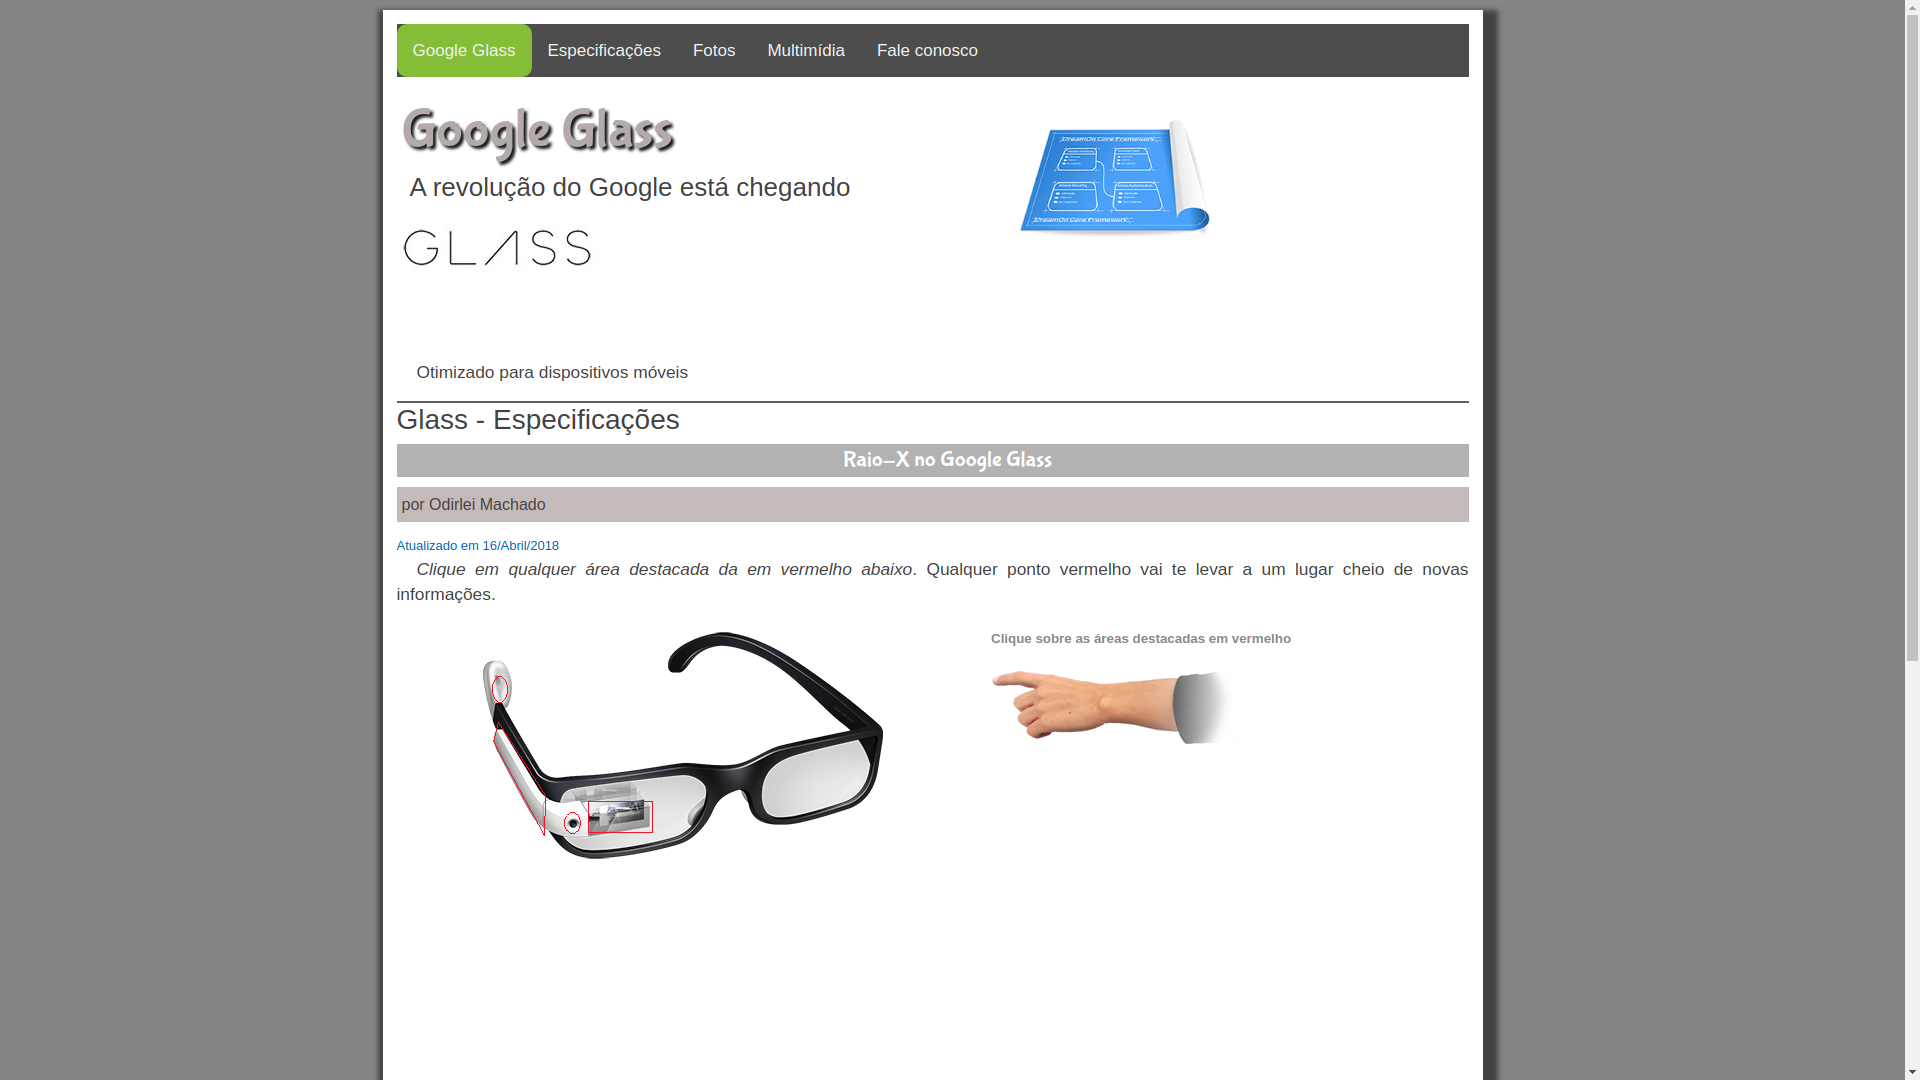 Google Glass Especificações Fotos Multimídia Fale conosco
Google Glass
A revolução do Google está chegando
GLASS
DreamOn Core Framework
DreamOn Core Framework
Otimizado para dispositivos móveis
Glass - Especificações
Raio-X no Google Glass
por Odirlei Machado
Atualizado em 16/Abril/2018
Clique em qualquer área destacada da em vermelho abaixo. Qualquer ponto vermelho vai te levar a um lugar cheio de novas
informações.
Clique sobre as áreas destacadas em vermelho